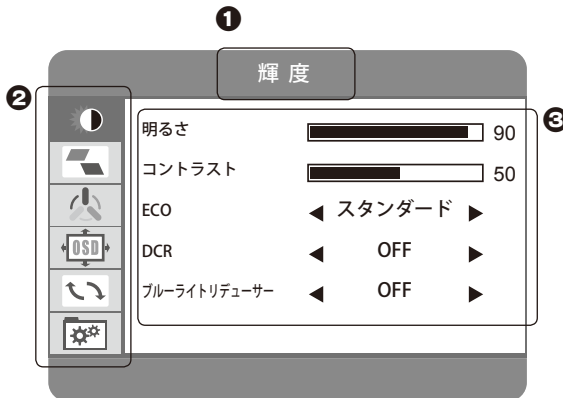 ❶
輝度
❷
❸
明るさ 90
コントラスト 50
ECO ◀ スタンダード ▶
DCR ◀ OFF ▶
ブルーライトリデューサー ◀ OFF ▶
OSD